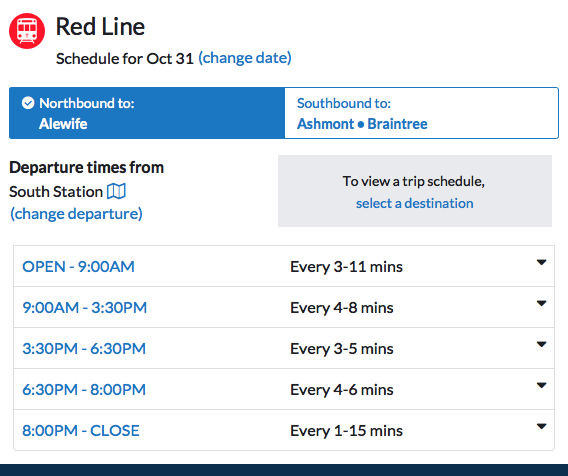 Red Line
Schedule for Oct 31 (change date)
Northbound to:
Alewife
Southbound to:
Ashmont • Braintree
Departure times from
South Station
(change departure)
To view a trip schedule,
select a destination
OPEN - 9:00AM Every 3-11 mins
9:00AM - 3:30PM Every 4-8 mins
3:30PM - 6:30PM Every 3-5 mins
6:30PM - 8:00PM Every 4-6 mins
8:00PM - CLOSE Every 1-15 mins